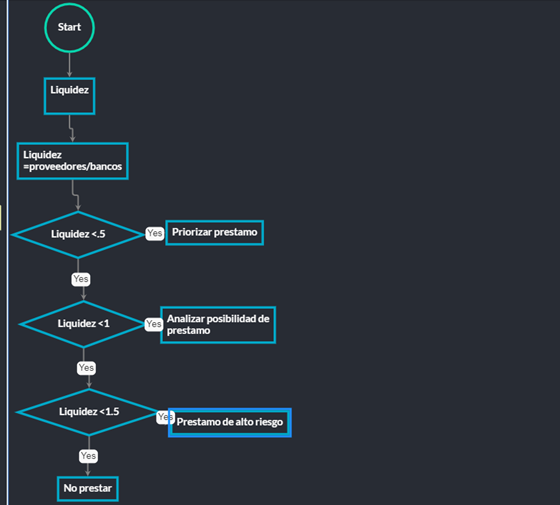 Start
Liquidez
Liquidez
=proveedores/bancos
Liquidez <.5
Yes
Priorizar prestamo
Yes
Liquidez <1
Yes
Analizar posibilidad de
prestamo
Yes
Liquidez <1.5
Yes
Prestamo de alto riesgo
Yes
No prestar